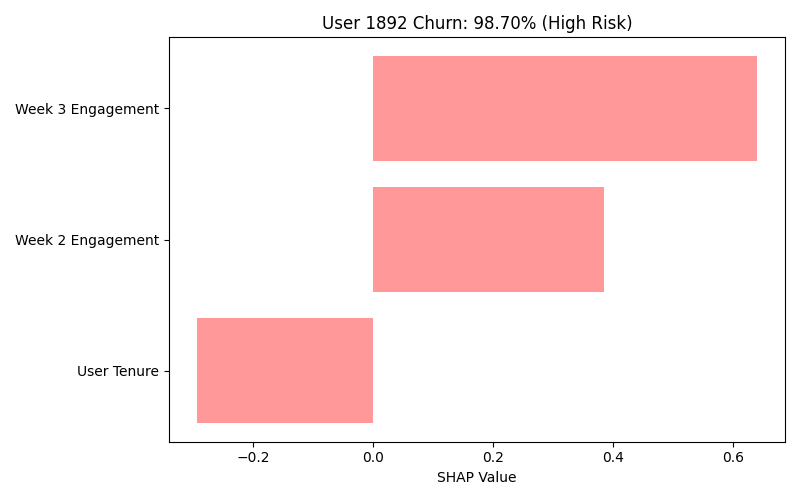 User 1892 Churn: 98.70% (High Risk)
Week 3 Engagement
Week 2 Engagement
User Tenure
−0.2 0.0 0.2 0.4 0.6
SHAP Value